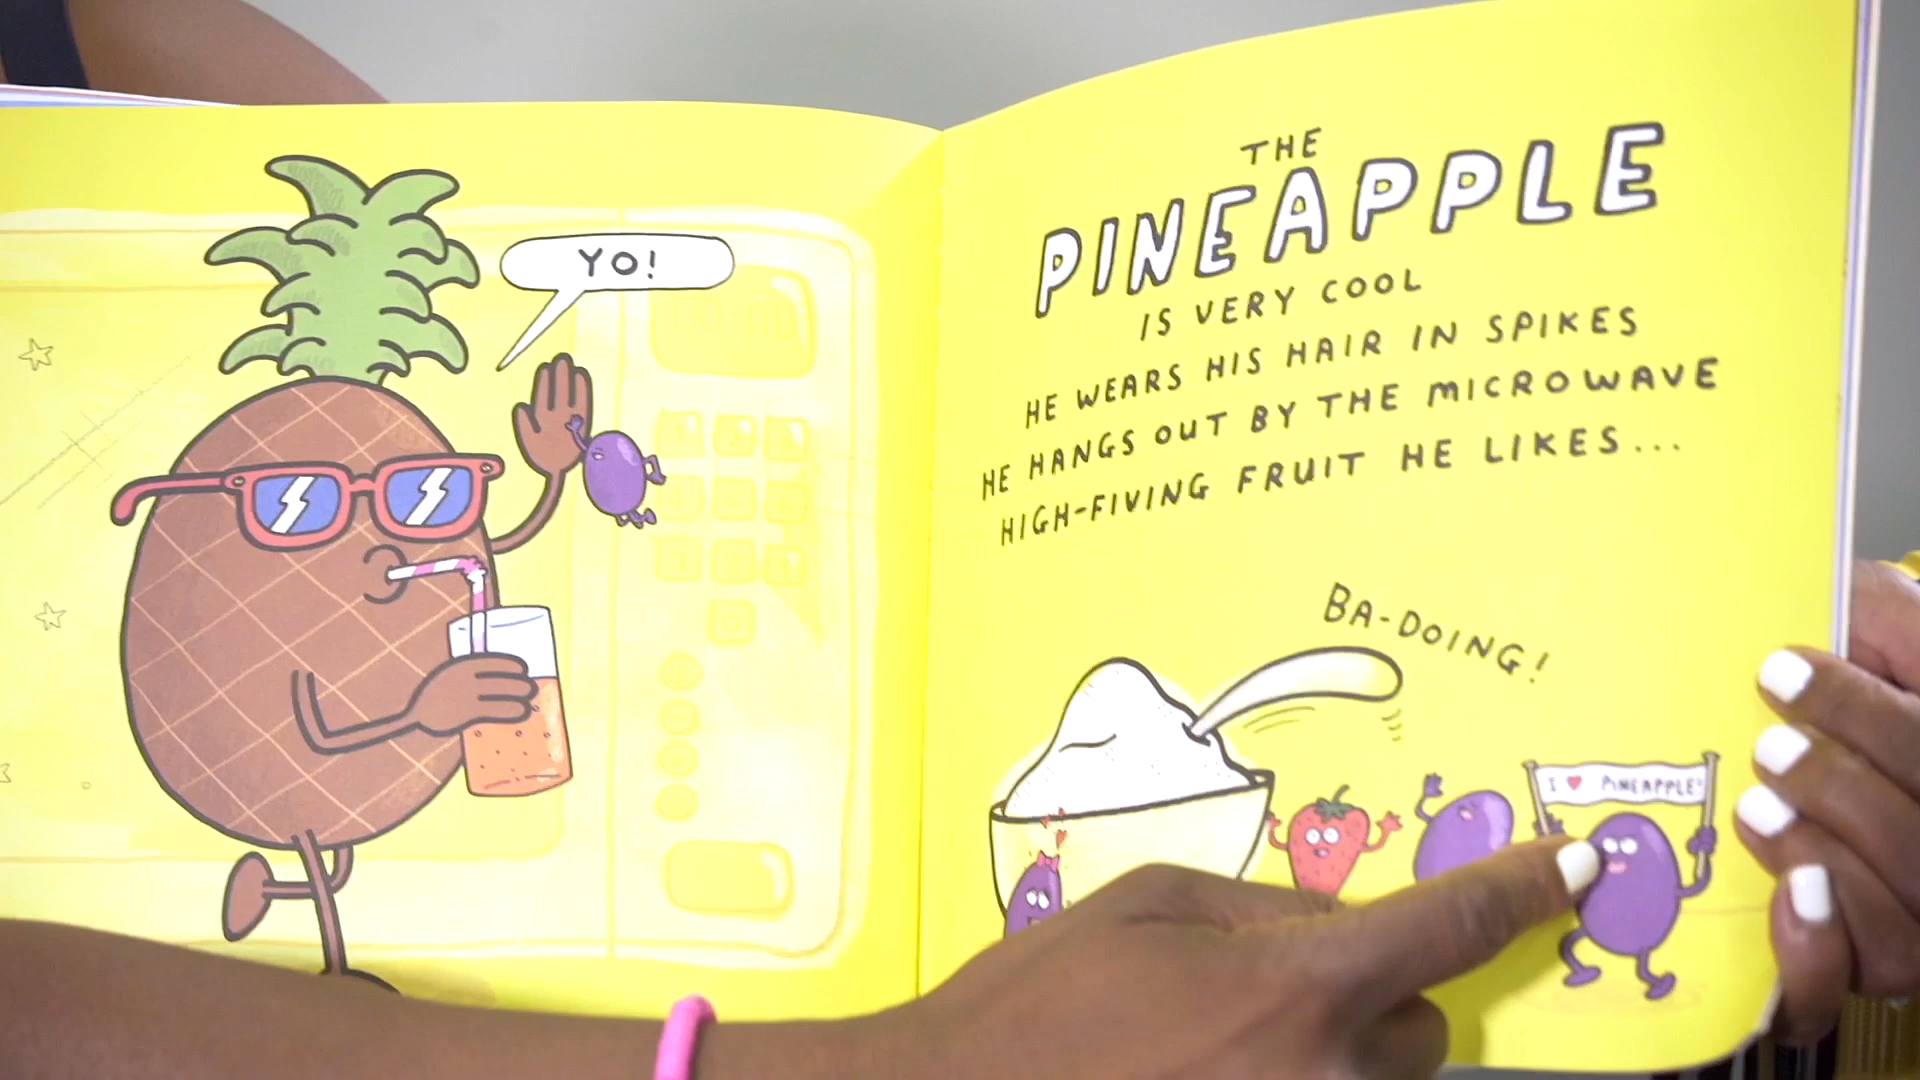 YO!
THE
PINEAPPLE
IS VERY COOL
HE WEARS HIS HAIR IN SPIKES
HE HANGS OUT BY THE MICROWAVE
HIGH-FIVING FRUIT HE LIKES...
BA-DOING!
I ♥ PINEAPPLE!